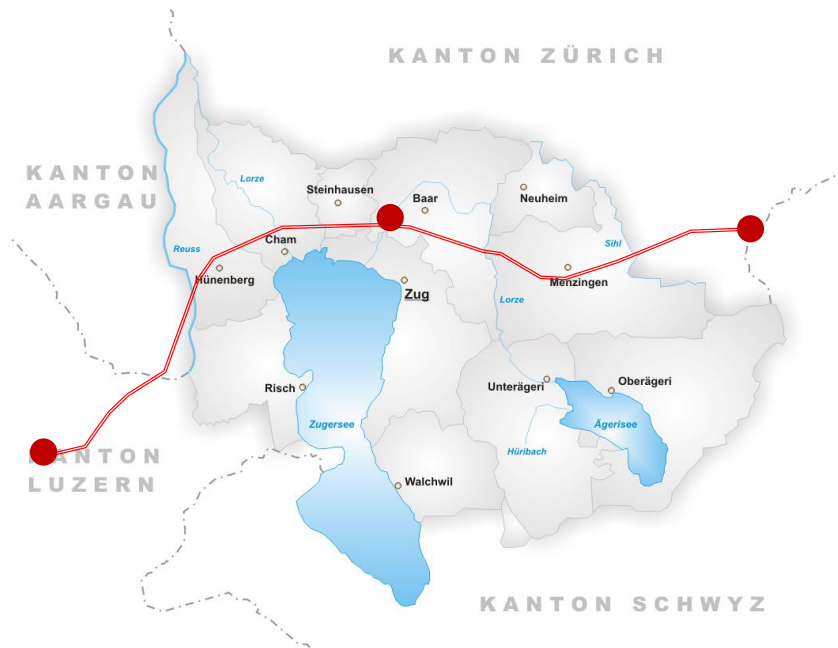 KANTON ZÜRICH
KANTON
AARGAU
Lorze
Steinhausen
Baar
Neuheim
Reuss
Cham
Sihl
Hünenberg
Menzingen
Zug
Lorze
Risch
Unterägeri
Oberägeri
Zugersee
Ägerisee
Hüribach
KANTON
LUZERN
Walchwil
KANTON SCHWYZ